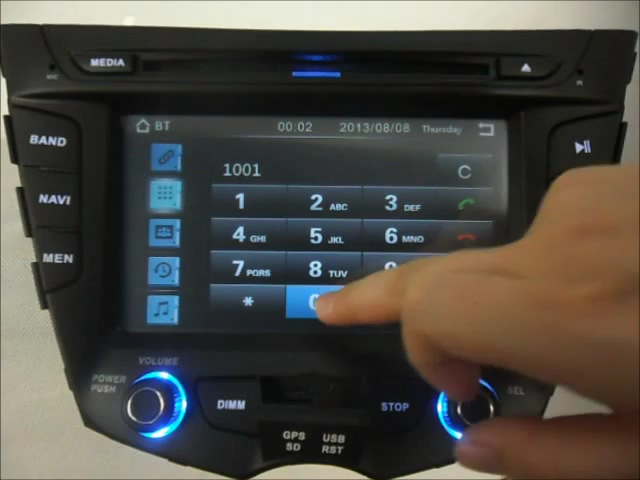 MEDIA
MIC
BT 00:02 2013/08/08 Thursday
BAND
NAVI
MEN
1001 C
1 2 ABC 3 DEF
4 GHI 5 JKL 6 MNO
7 PQRS 8 TUV
*
VOLUME
POWER
PUSH
DIMM
STOP
SEL
GPS USB
SD RST